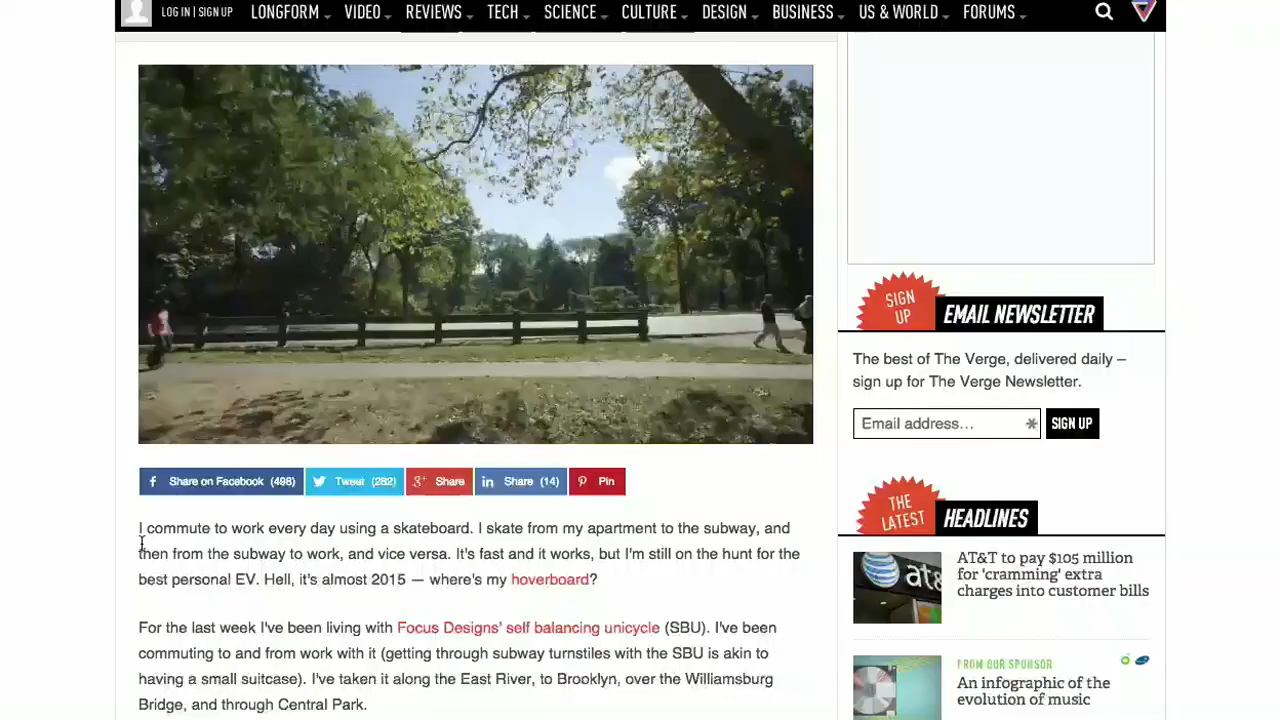 LOG IN | SIGN UP
LONGFORM VIDEO REVIEWS TECH SCIENCE CULTURE DESIGN BUSINESS US & WORLD FORUMS
Share on Facebook (498) Tweet (282) Share Share (14) Pin
I commute to work every day using a skateboard. I skate from my apartment to the subway, and
then from the subway to work, and vice versa. It's fast and it works, but I'm still on the hunt for the
best personal EV. Hell, it's almost 2015 — where's my hoverboard?
For the last week I've been living with Focus Designs' self balancing unicycle (SBU). I've been
commuting to and from work with it (getting through subway turnstiles with the SBU is akin to
having a small suitcase). I've taken it along the East River, to Brooklyn, over the Williamsburg
Bridge, and through Central Park.
SIGN
UP
EMAIL NEWSLETTER
The best of The Verge, delivered daily –
sign up for The Verge Newsletter.
Email address... SIGN UP
THE
LATEST
HEADLINES
at&
AT&T to pay $105 million
for 'cramming' extra
charges into customer bills
FROM OUR SPONSOR
An infographic of the
evolution of music